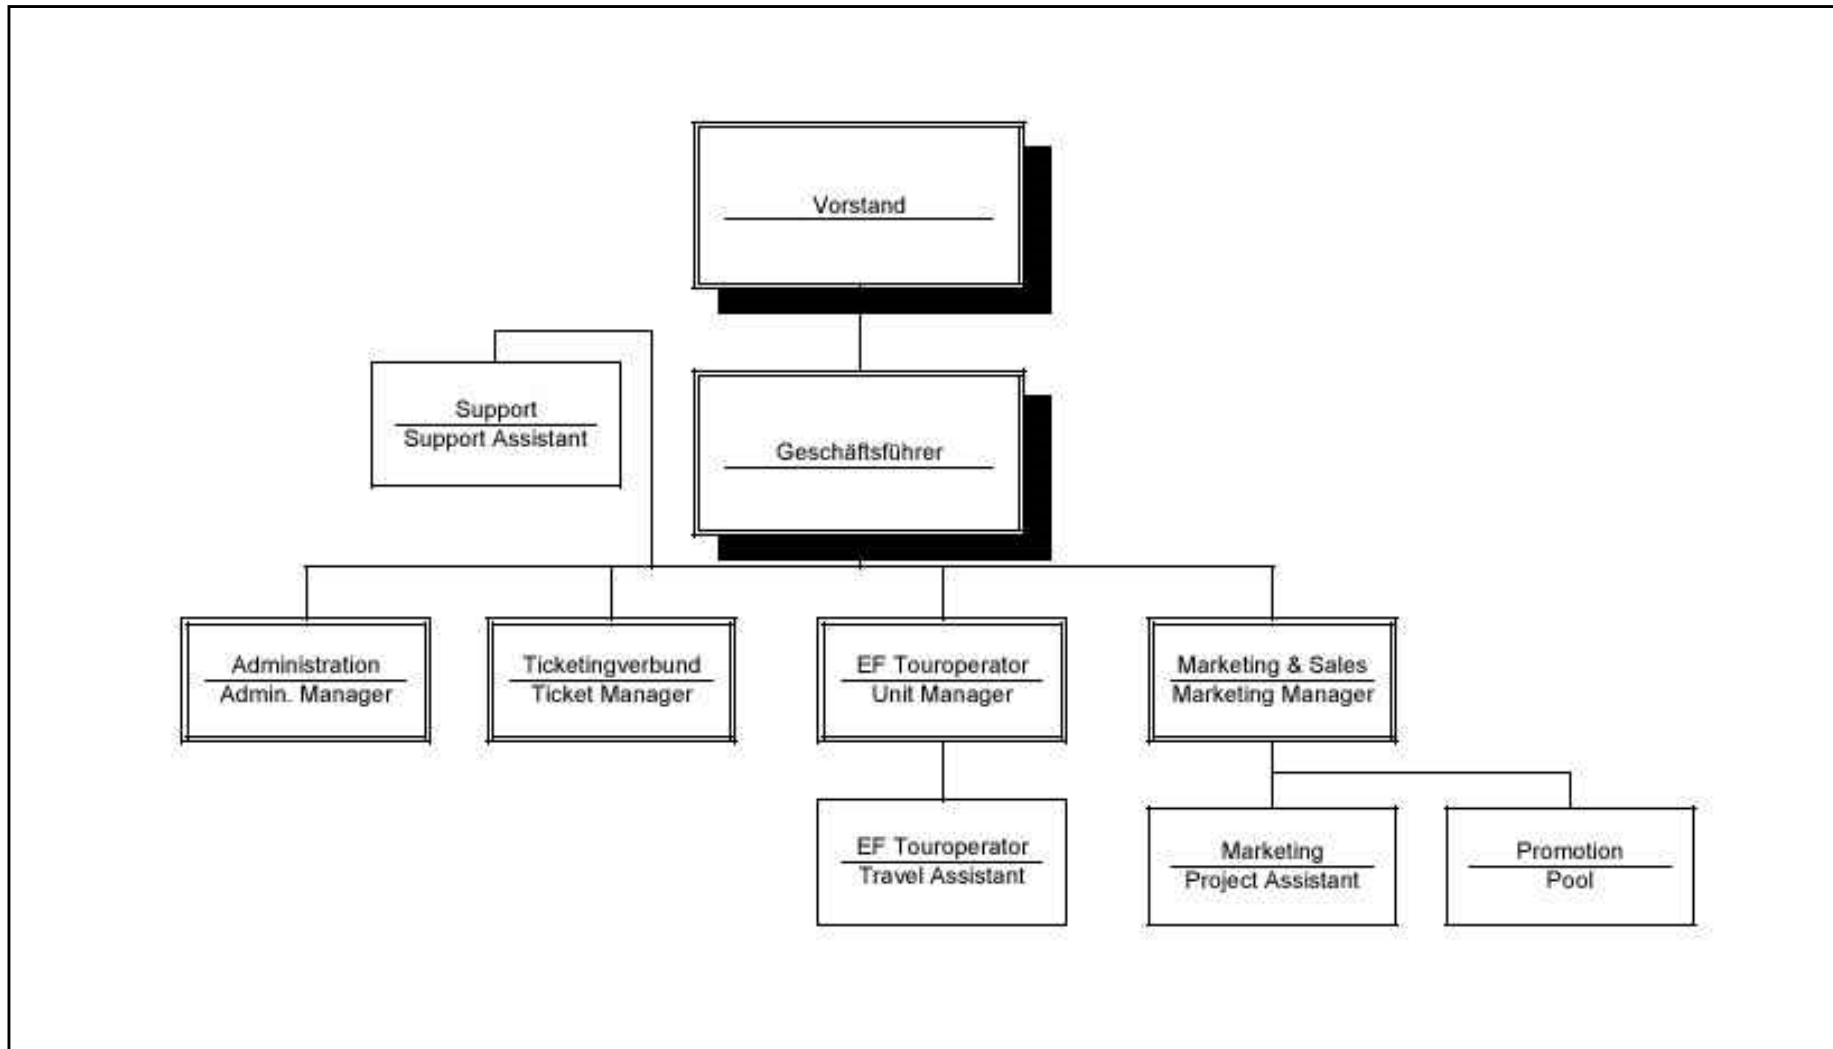 Vorstand
Support
Support Assistant
Geschäftsführer
Administration
Admin. Manager
Ticketingverbund
Ticket Manager
EF Touroperator
Unit Manager
Marketing & Sales
Marketing Manager
EF Touroperator
Travel Assistant
Marketing
Project Assistant
Promotion
Pool